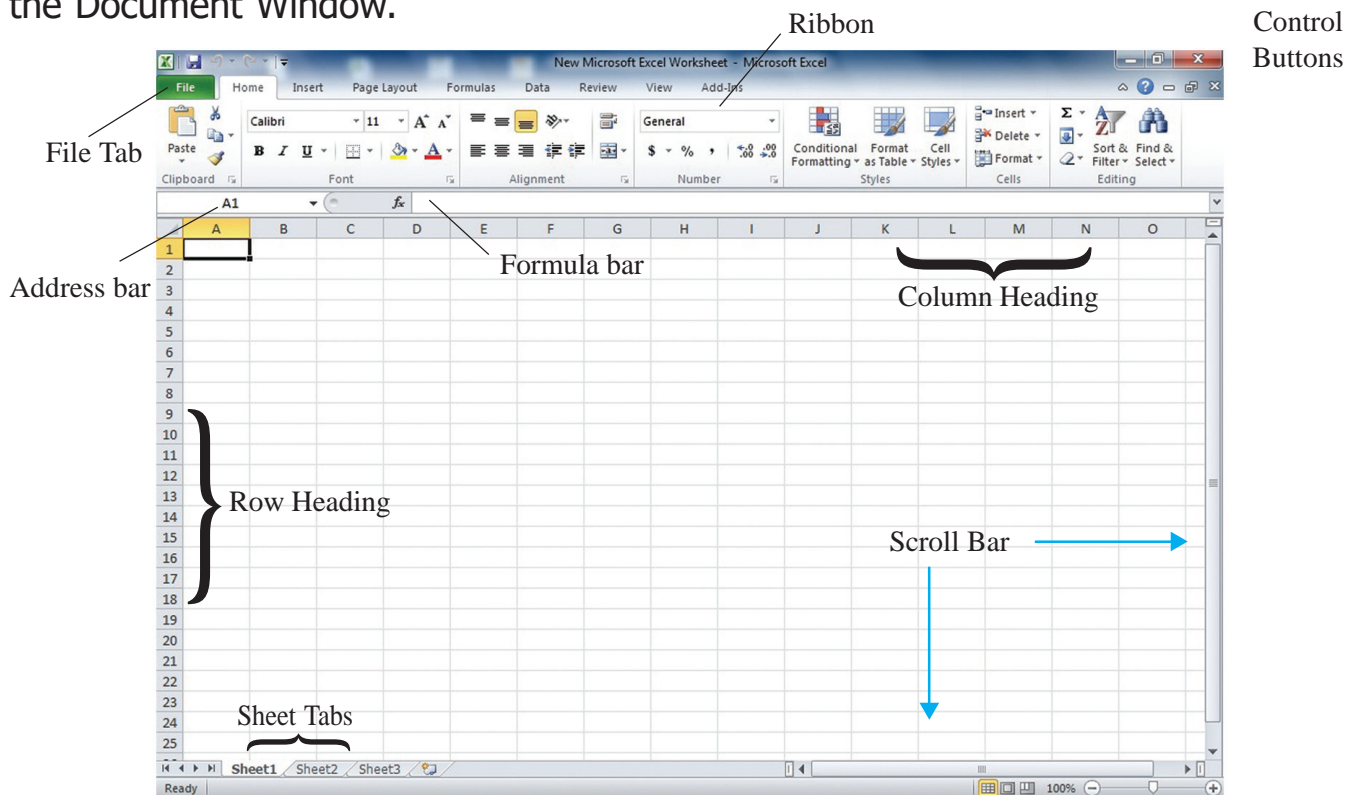 the Document Window.
Ribbon
Control
Buttons
New Microsoft Excel Worksheet - Microsoft Excel
File Home Insert Page Layout Formulas Data Review View Add-Ins
File Tab
Paste
Calibri 11 A A
General
B I U A
$ % , .0 .00 .00 .0
Conditional Formatting
Format as Table
Cell Styles
Insert
Delete
Format
Σ
A Z
Sort & Filter
Find & Select
Clipboard Font Alignment Number Styles Cells Editing
A1 fx
A B C D E F G H I J K L M N O
Address bar
Formula bar
Column Heading
1
2
3
4
5
6
7
8
9
10
11
12
13
14
15
16
17
18
19
20
21
22
23
24
25
Row Heading
Scroll Bar
Sheet Tabs
Sheet1 Sheet2 Sheet3
Ready 100%